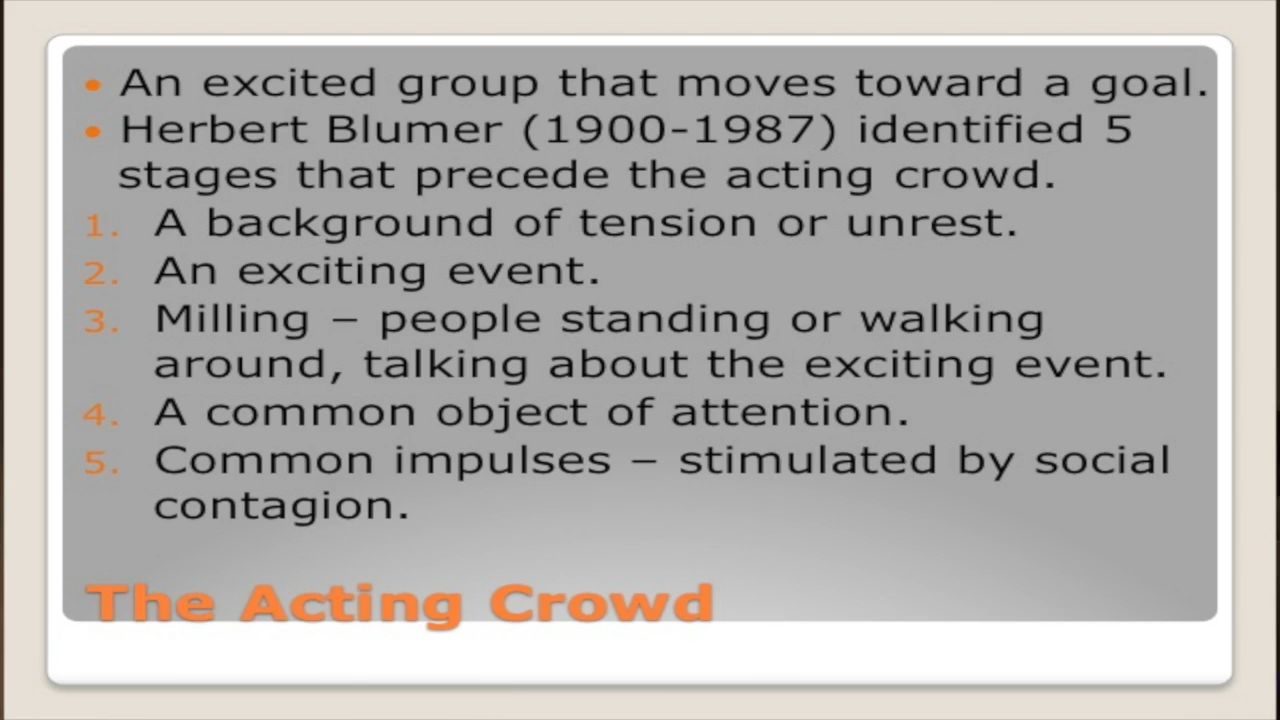 • An excited group that moves toward a goal.
• Herbert Blumer (1900-1987) identified 5
stages that precede the acting crowd.
1. A background of tension or unrest.
2. An exciting event.
3. Milling – people standing or walking
around, talking about the exciting event.
4. A common object of attention.
5. Common impulses – stimulated by social
contagion.
The Acting Crowd